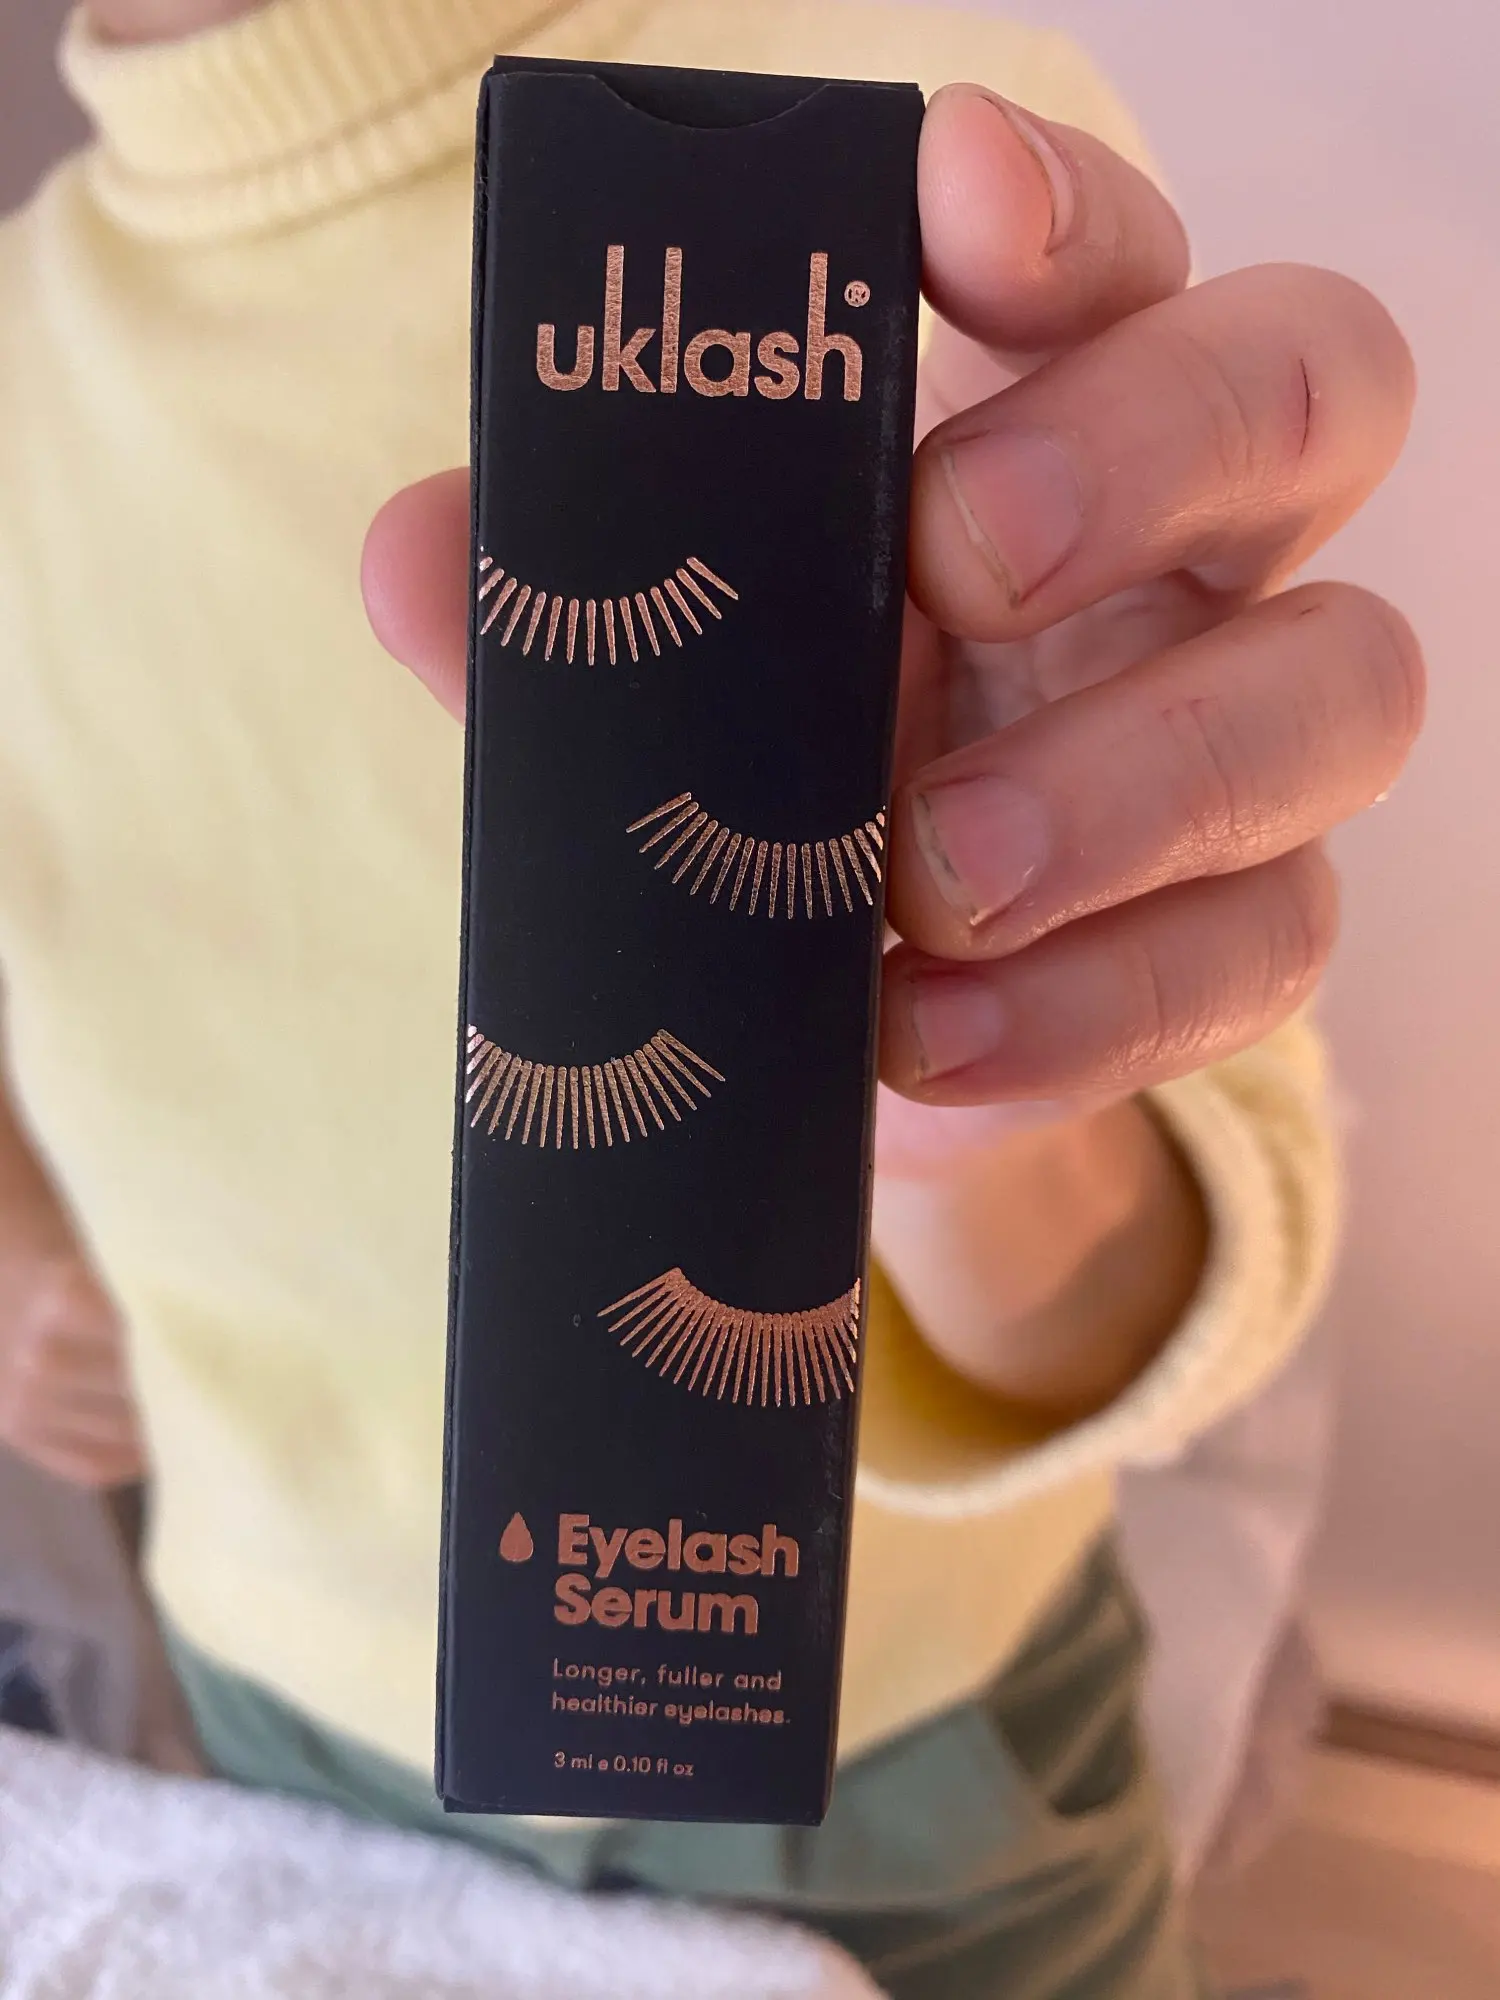 uklash®
Eyelash
Serum
Longer, fuller and
healthier eyelashes.
3 ml e 0.10 fl oz